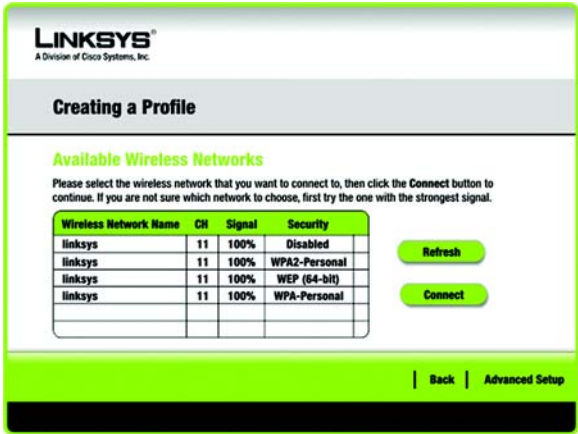 LINKSYS®
A Division of Cisco Systems, Inc.
Creating a Profile
Available Wireless Networks
Please select the wireless network that you want to connect to, then click the Connect button to
continue. If you are not sure which network to choose, first try the one with the strongest signal.
Wireless Network Name CH Signal Security
linksys 11 100% Disabled
linksys 11 100% WPA2-Personal
linksys 11 100% WEP (64-bit)
linksys 11 100% WPA-Personal
Refresh
Connect
Back Advanced Setup